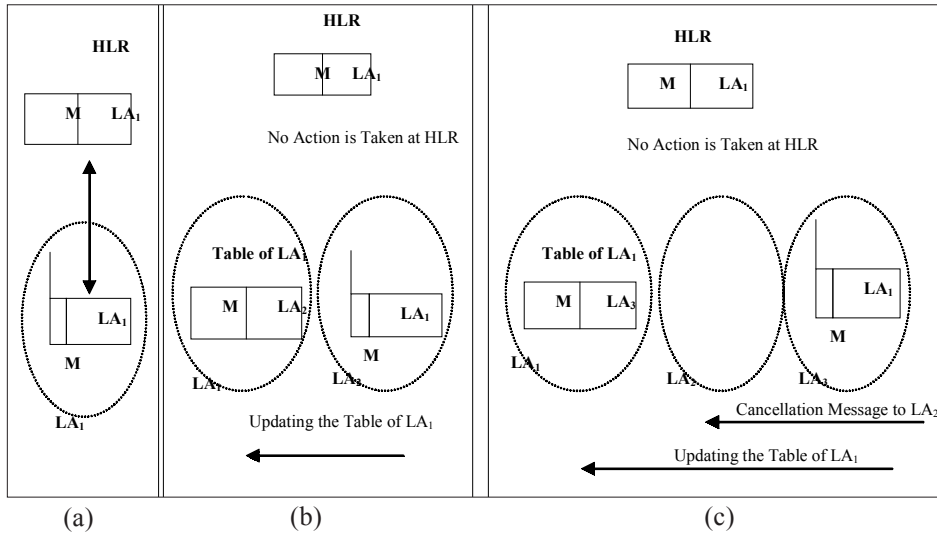 HLR
M LA₁
LA₁
M
LA₁
(a)
HLR
M LA₁
No Action is Taken at HLR
Table of LA₁
M LA₂
LA₁
M
LA₁
LA₂
Updating the Table of LA₁
(b)
HLR
M LA₁
No Action is Taken at HLR
Table of LA₁
M LA₃
LA₁
M
LA₁
LA₂
LA₃
Cancellation Message to LA₂
Updating the Table of LA₁
(c)